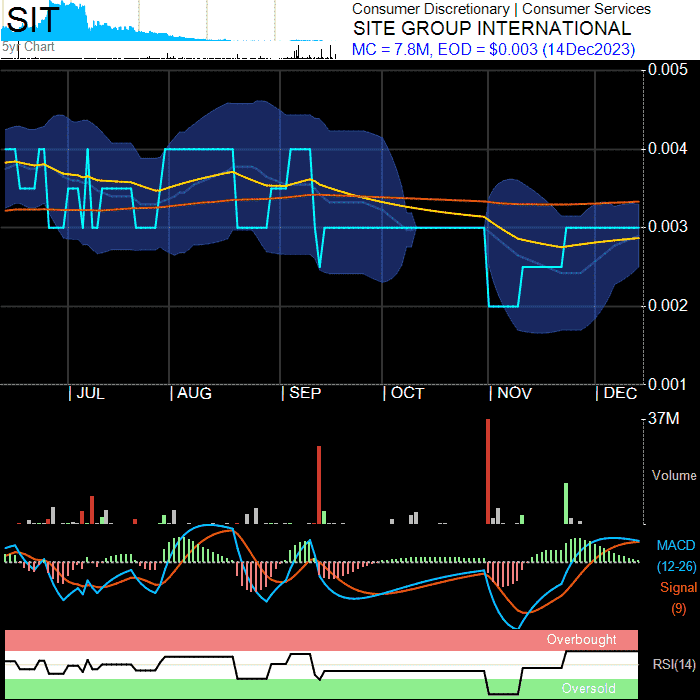 SIT
5yr Chart
Consumer Discretionary | Consumer Services
SITE GROUP INTERNATIONAL
MC = 7.8M, EOD = $0.003 (14Dec2023)
0.005
0.004
0.003
0.002
0.001
| JUL | AUG | SEP | OCT | NOV | DEC
37M
Volume
MACD
(12-26)
Signal
(9)
Overbought
RSI(14)
Oversold